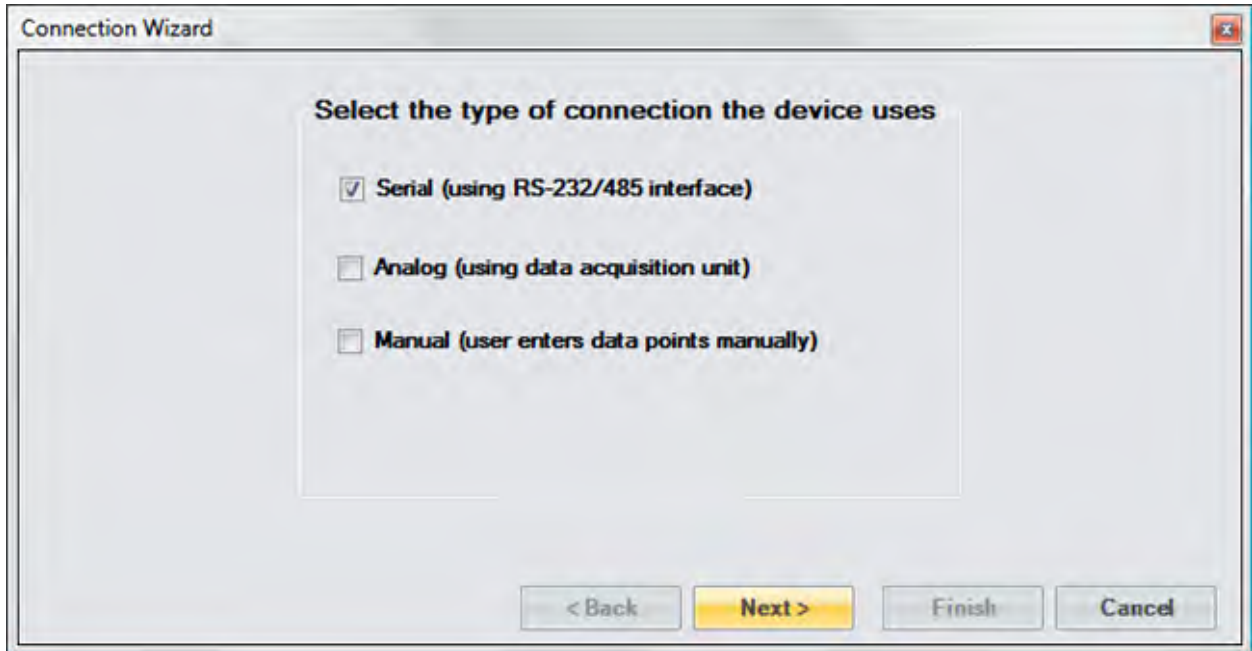 Connection Wizard
Select the type of connection the device uses
Serial (using RS-232/485 interface)
Analog (using data acquisition unit)
Manual (user enters data points manually)
< Back Next > Finish Cancel